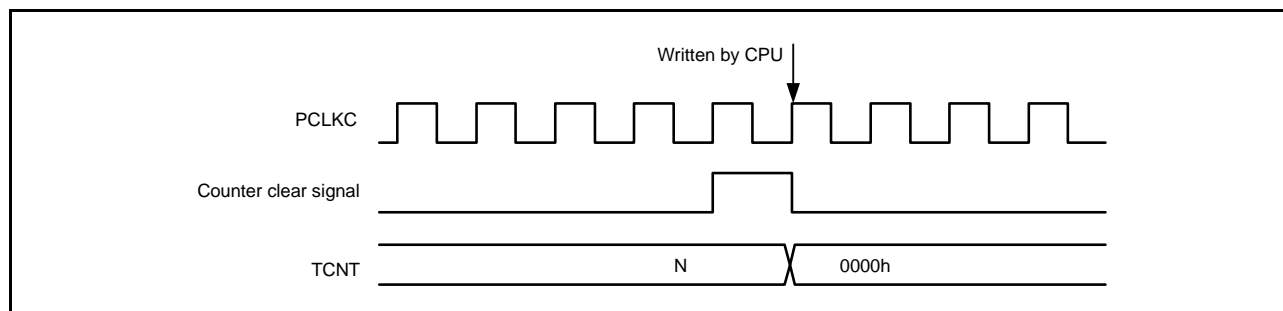 Written by CPU
PCLKC
Counter clear signal
TCNT
N
0000h